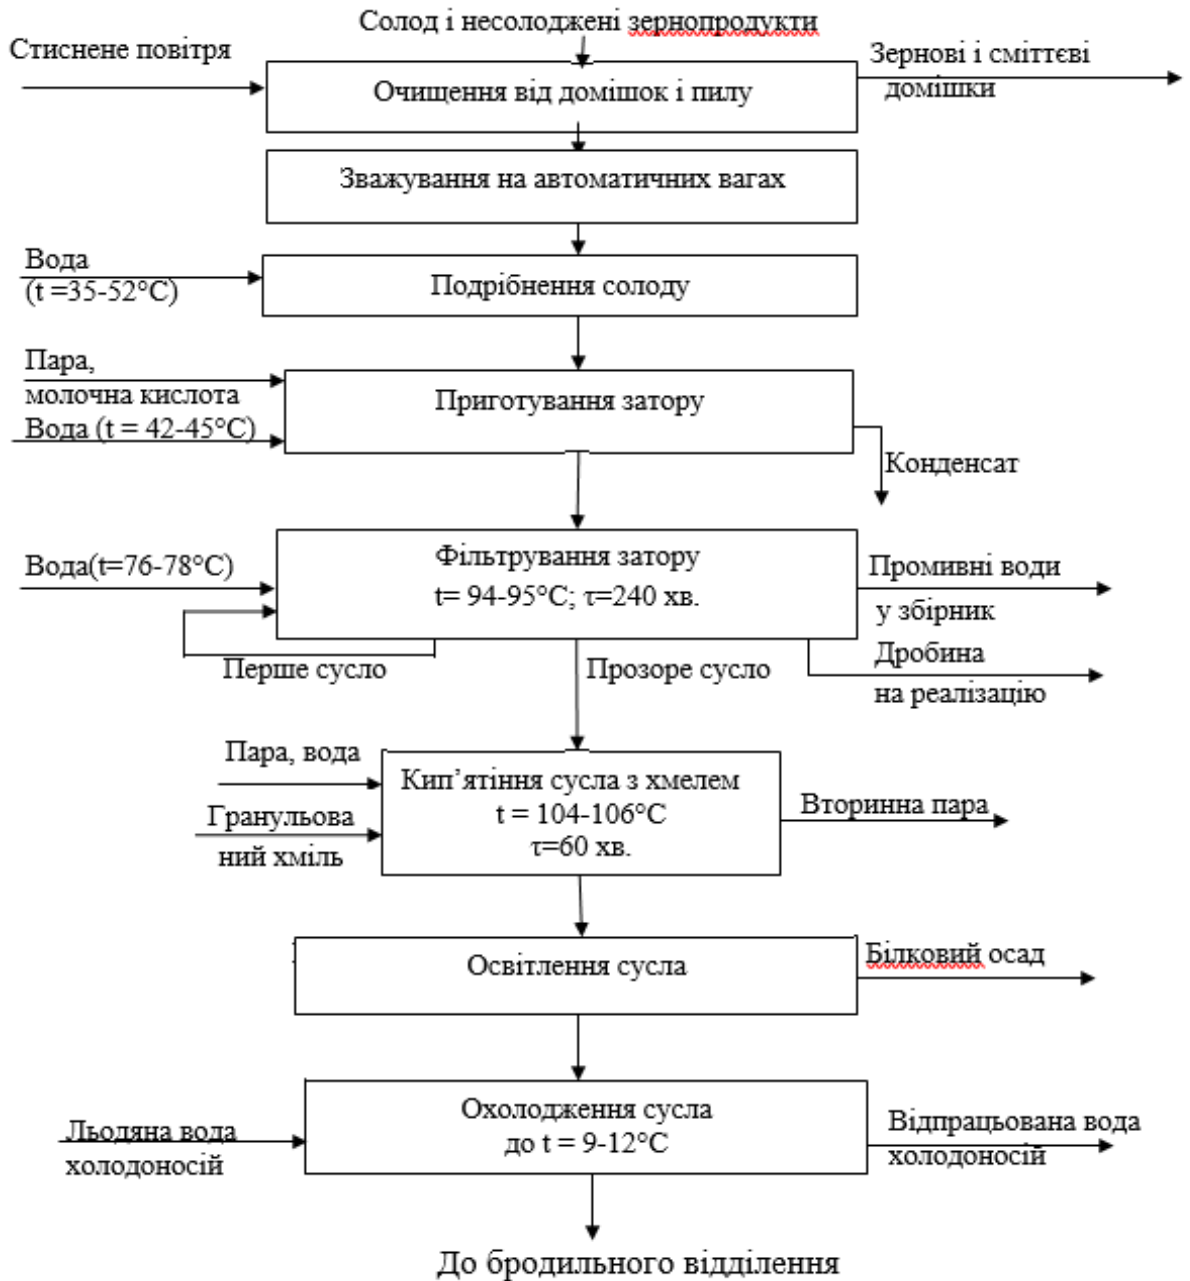 Солод і несолоджені зернопродукти
Стиснене повітря
Зернові і сміттєві
домішки
Очищення від домішок і пилу
Зважування на автоматичних вагах
Вода
(t =35-52°C)
Подрібнення солоду
Пара,
молочна кислота
Вода (t = 42-45°C)
Приготування затору
Конденсат
Вода(t=76-78°C)
Фільтрування затору
t= 94-95°C; τ=240 хв.
Промивні води
у збірник
Перше сусло
Прозоре сусло
Дробина
на реалізацію
Пара, вода
Гранульова
ний хміль
Кип’ятіння сусла з хмелем
t = 104-106°C
τ=60 хв.
Вторинна пара
Освітлення сусла
Білковий осад
Льодяна вода
холодоносій
Охолодження сусла
до t = 9-12°C
Відпрацьована вода
холодоносій
До бродильного відділення